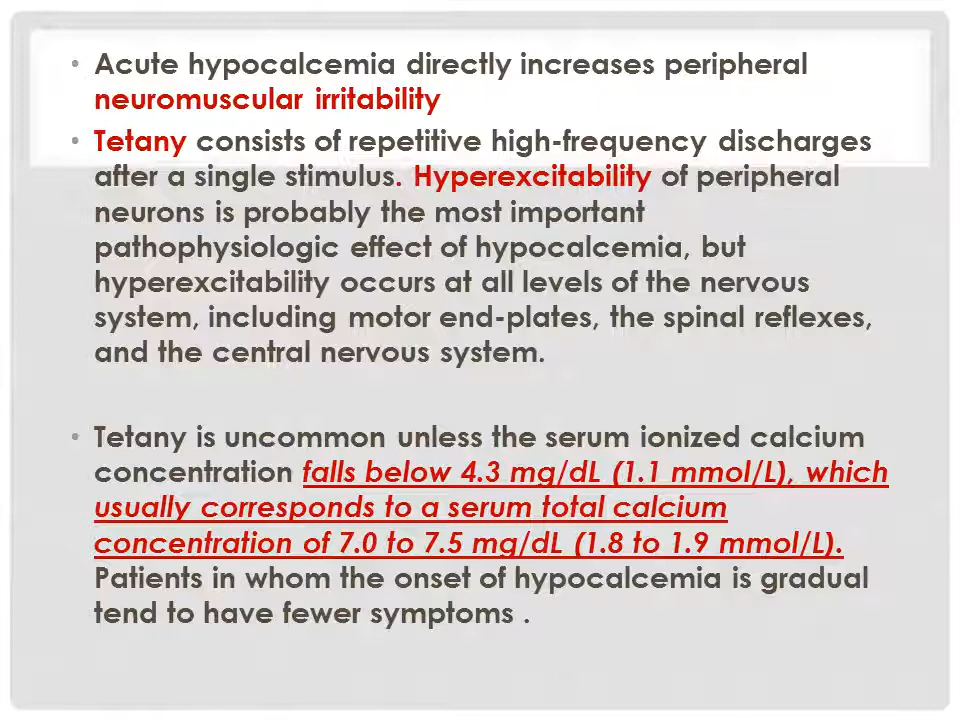 • Acute hypocalcemia directly increases peripheral
neuromuscular irritability
• Tetany consists of repetitive high-frequency discharges
after a single stimulus. Hyperexcitability of peripheral
neurons is probably the most important
pathophysiologic effect of hypocalcemia, but
hyperexcitability occurs at all levels of the nervous
system, including motor end-plates, the spinal reflexes,
and the central nervous system.
• Tetany is uncommon unless the serum ionized calcium
concentration falls below 4.3 mg/dL (1.1 mmol/L), which
usually corresponds to a serum total calcium
concentration of 7.0 to 7.5 mg/dL (1.8 to 1.9 mmol/L).
Patients in whom the onset of hypocalcemia is gradual
tend to have fewer symptoms .